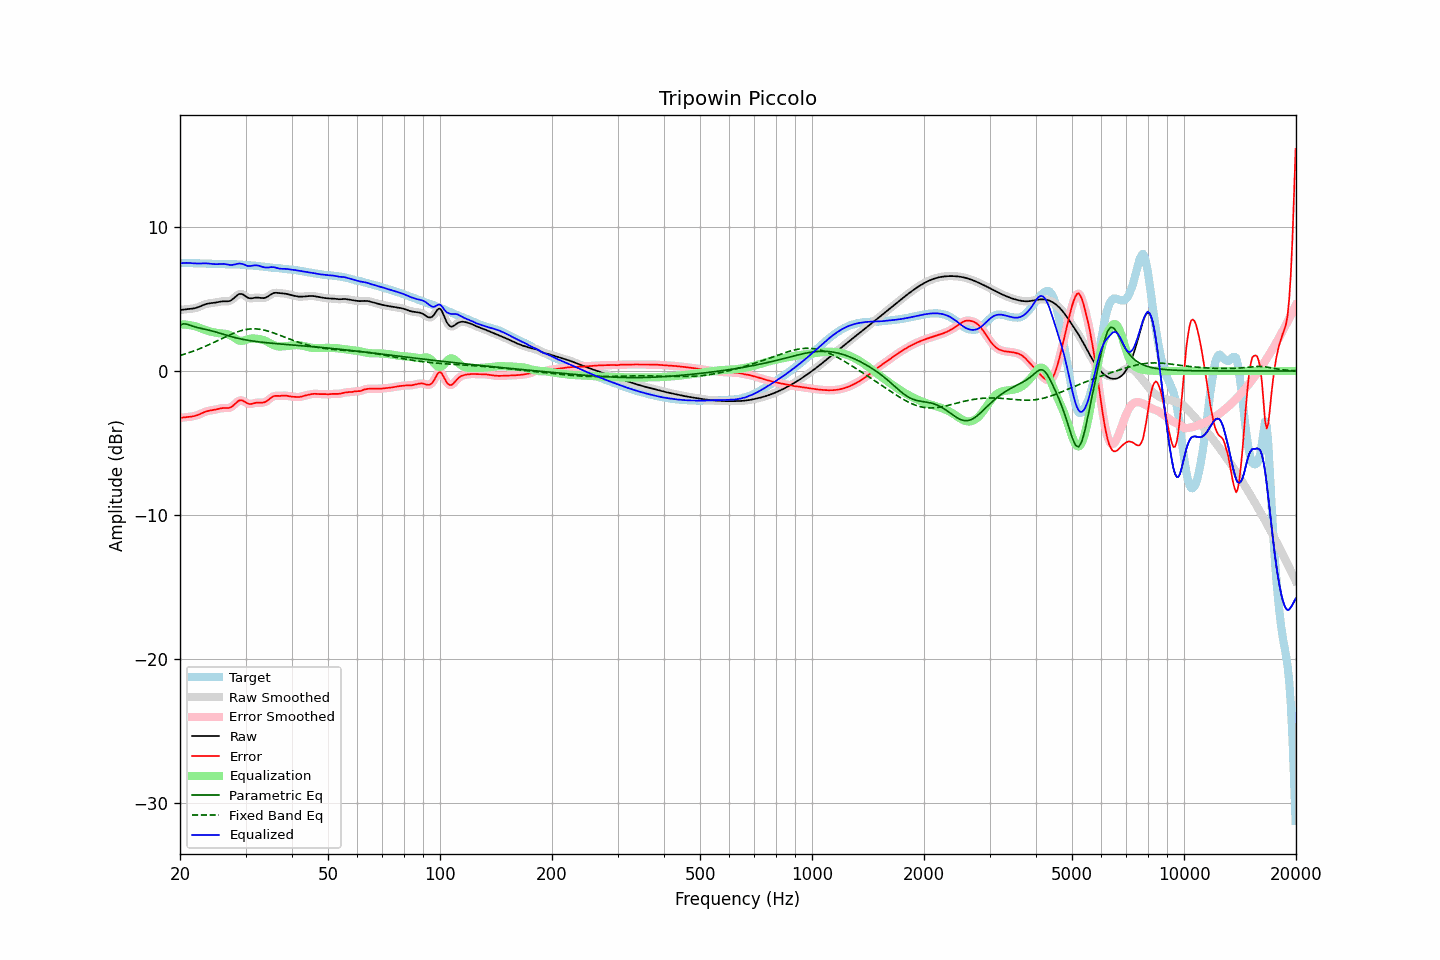 Tripowin Piccolo
Amplitude (dBr)
10
0
−10
−20
−30
Target
Raw Smoothed
Error Smoothed
Raw
Error
Equalization
Parametric Eq
Fixed Band Eq
Equalized
20 50 100 200 500 1000 2000 5000 10000 20000
Frequency (Hz)